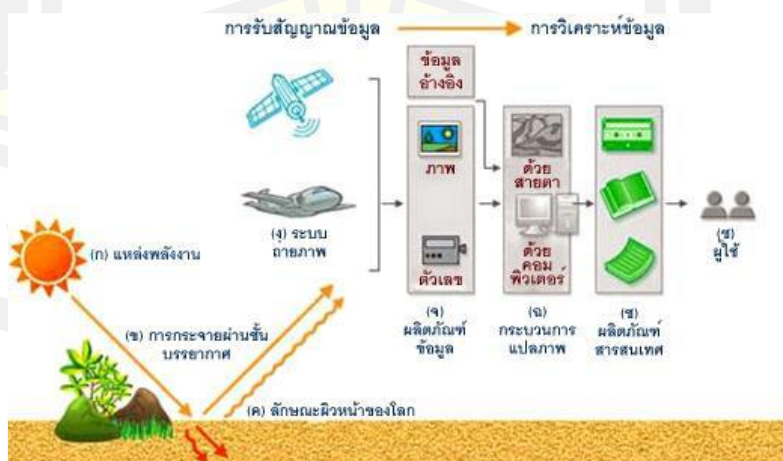 การรับสัญญาณข้อมูล
การวิเคราะห์ข้อมูล
ข้อมูล
อ้างอิง
ภาพ
ตัวเลข
ด้วย
สายตา
ด้วย
คอม
พิวเตอร์
(ก) แหล่งพลังงาน
(ข) การกระจายผ่านชั้น
บรรยากาศ
(ค) ลักษณะผิวหน้าของโลก
(ง) ระบบ
ถ่ายภาพ
(จ)
ผลิตภัณฑ์
ข้อมูล
(ฉ)
กระบวนการ
แปลภาพ
(ช)
ผลิตภัณฑ์
สารสนเทศ
(ซ)
ผู้ใช้